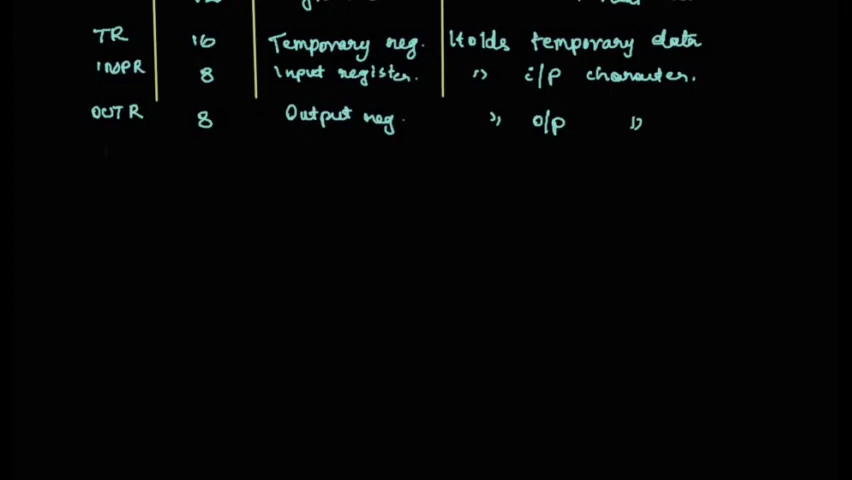 TR 16 Temporary reg. Holds temporary data
INPR 8 Input register. " i/p character.
OUTR 8 Output reg. " o/p "